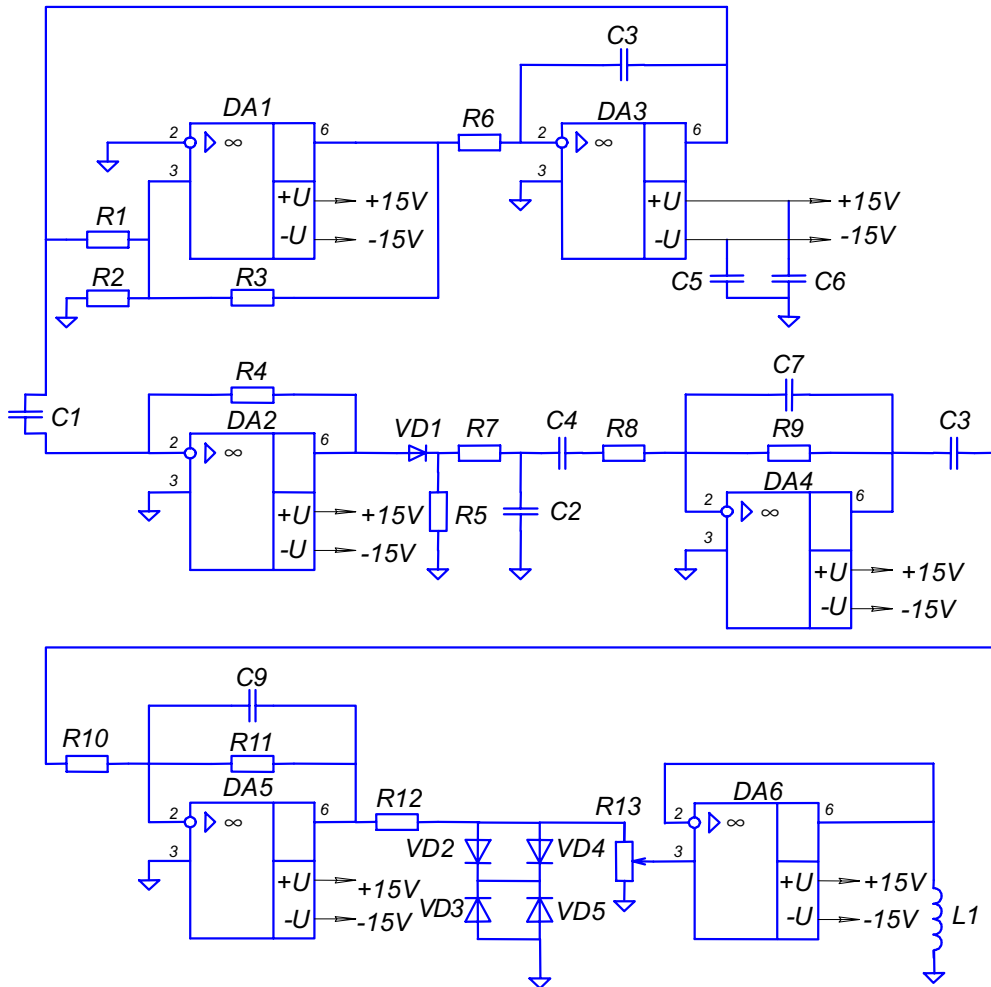 C3
DA1
R6
DA3
2 ∞ 6
2 ∞ 6
3
3
+U +15V
-U -15V
+U +15V
-U -15V
R1
R2
R3
C5
C6
C1
R4
DA2
2 ∞ 6
3
+U +15V
-U -15V
VD1
R7
C4
R8
R5
C2
C7
R9
C3
DA4
2 ∞ 6
3
+U +15V
-U -15V
C9
R10
R11
DA5
2 ∞ 6
3
+U +15V
-U -15V
R12
VD2
VD4
VD3
VD5
R13
DA6
2 ∞ 6
3
+U +15V
-U -15V
L1